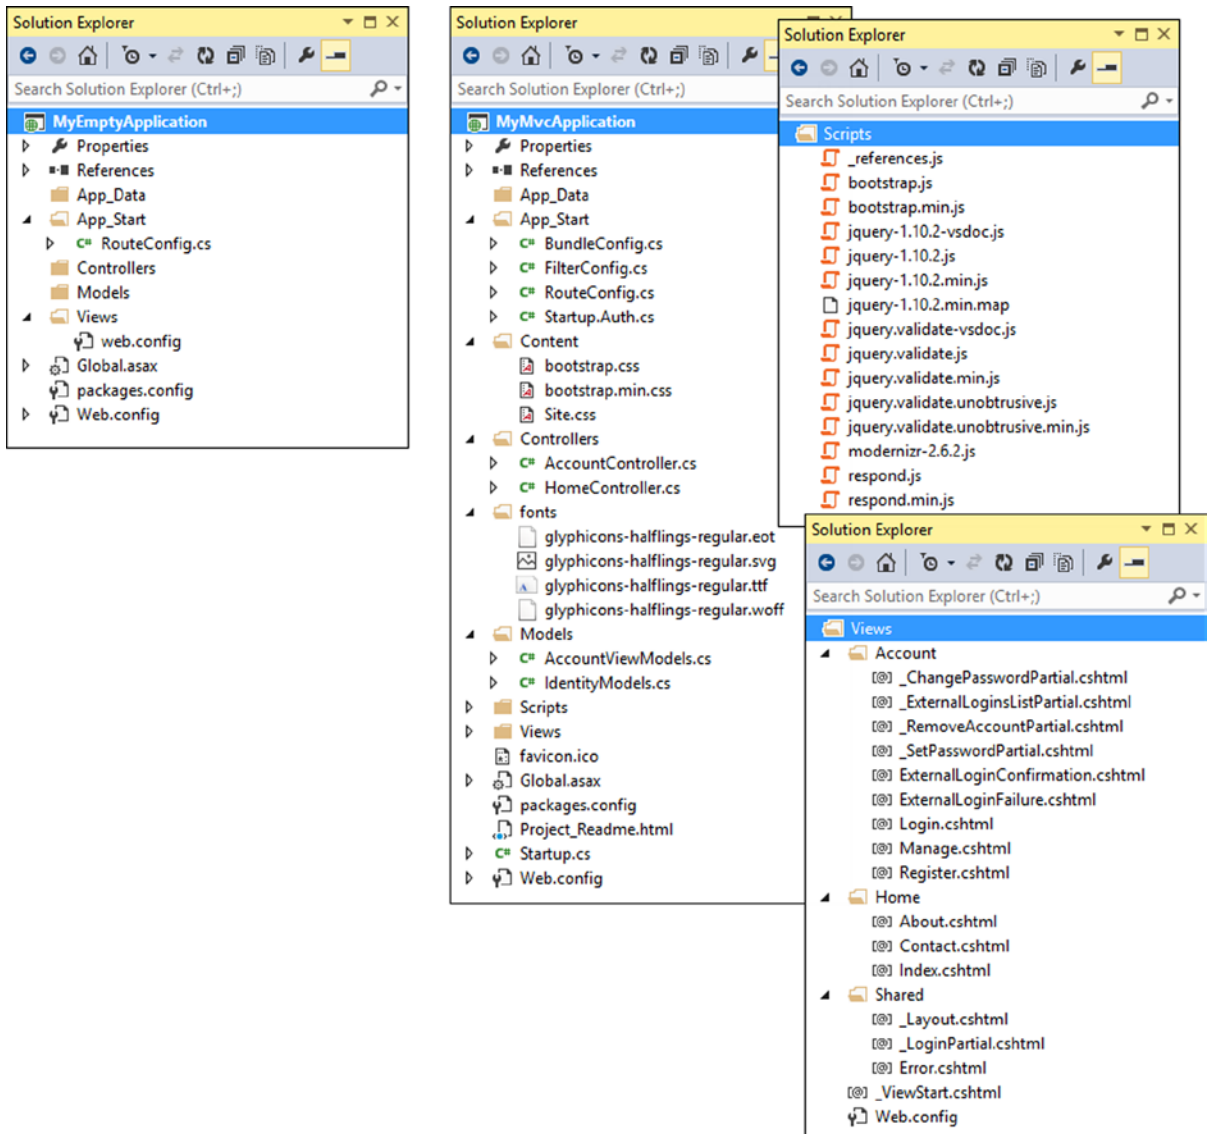 Solution Explorer
Search Solution Explorer (Ctrl+;)
MyEmptyApplication
Properties
References
App_Data
App_Start
C# RouteConfig.cs
Controllers
Models
Views
web.config
Global.asax
packages.config
Web.config
Solution Explorer
Search Solution Explorer (Ctrl+;)
MyMvcApplication
Properties
References
App_Data
App_Start
C# BundleConfig.cs
C# FilterConfig.cs
C# RouteConfig.cs
C# Startup.Auth.cs
Content
bootstrap.css
bootstrap.min.css
Site.css
Controllers
C# AccountController.cs
C# HomeController.cs
fonts
glyphicons-halflings-regular.eot
glyphicons-halflings-regular.svg
glyphicons-halflings-regular.ttf
glyphicons-halflings-regular.woff
Models
C# AccountViewModels.cs
C# IdentityModels.cs
Scripts
Views
favicon.ico
Global.asax
packages.config
Project_Readme.html
C# Startup.cs
Web.config
Solution Explorer
Search Solution Explorer (Ctrl+;)
Scripts
_references.js
bootstrap.js
bootstrap.min.js
jquery-1.10.2-vsdoc.js
jquery-1.10.2.js
jquery-1.10.2.min.js
jquery-1.10.2.min.map
jquery.validate-vsdoc.js
jquery.validate.js
jquery.validate.min.js
jquery.validate.unobtrusive.js
jquery.validate.unobtrusive.min.js
modernizr-2.6.2.js
respond.js
respond.min.js
Solution Explorer
Search Solution Explorer (Ctrl+;)
Views
Account
[@] _ChangePasswordPartial.cshtml
[@] _ExternalLoginsListPartial.cshtml
[@] _RemoveAccountPartial.cshtml
[@] _SetPasswordPartial.cshtml
[@] ExternalLoginConfirmation.cshtml
[@] ExternalLoginFailure.cshtml
[@] Login.cshtml
[@] Manage.cshtml
[@] Register.cshtml
Home
[@] About.cshtml
[@] Contact.cshtml
[@] Index.cshtml
Shared
[@] _Layout.cshtml
[@] _LoginPartial.cshtml
[@] Error.cshtml
[@] _ViewStart.cshtml
Web.config